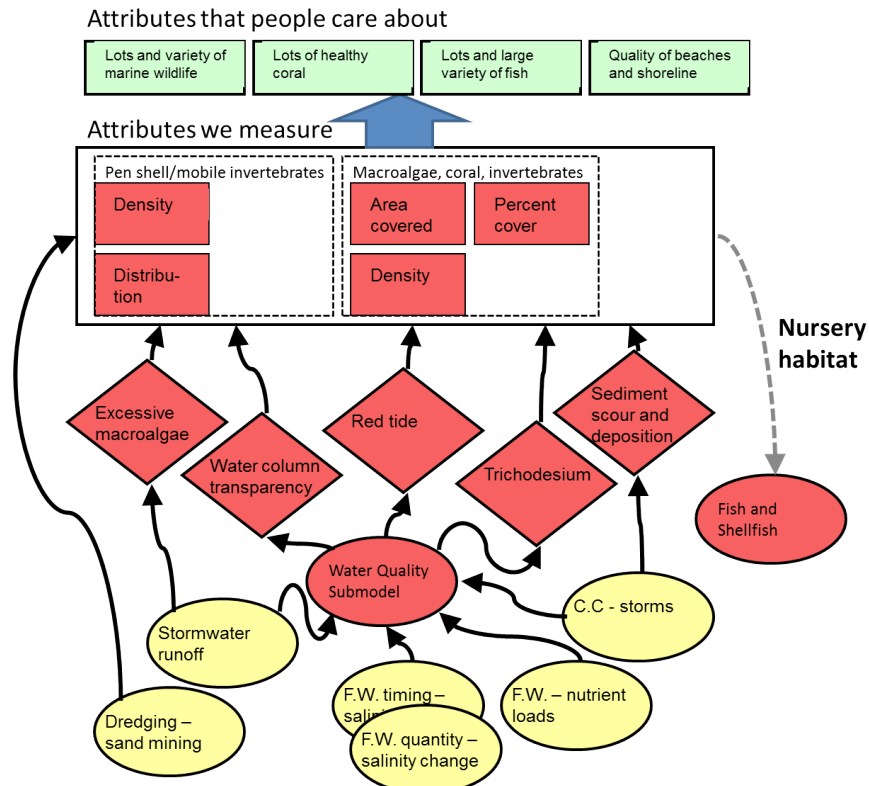 Attributes that people care about
Lots and variety of
marine wildlife
Lots of healthy
coral
Lots and large
variety of fish
Quality of beaches
and shoreline
Attributes we measure
Pen shell/mobile invertebrates
Density
Distribu-
tion
Macroalgae, coral, invertebrates
Area
covered
Percent
cover
Density
Nursery
habitat
Excessive
macroalgae
Water column
transparency
Red tide
Trichodesium
Sediment
scour and
deposition
Fish and
Shellfish
Water Quality
Submodel
C.C - storms
Stormwater
runoff
Dredging –
sand mining
F.W. timing –
F.W. quantity –
salinity change
F.W. – nutrient
loads